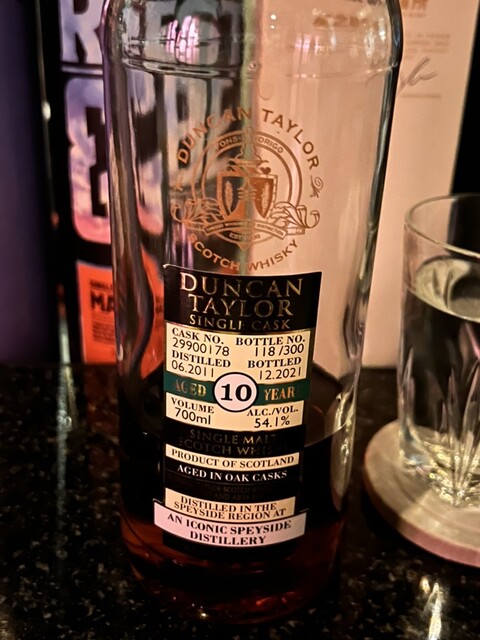 DUNCAN TAYLOR
SCOTCH WHISKY
DUNCAN
TAYLOR
SINGLE CASK
CASK NO. BOTTLE NO.
29900178 118/300
DISTILLED BOTTLED
06.2011 12.2021
AGED 10 YEAR
VOLUME ALC./VOL.
700ml 54.1%
SINGLE MALT
SCOTCH WHISKY
PRODUCT OF SCOTLAND
AGED IN OAK CASKS
DISTILLED IN THE
SPEYSIDE REGION AT
AN ICONIC SPEYSIDE
DISTILLERY